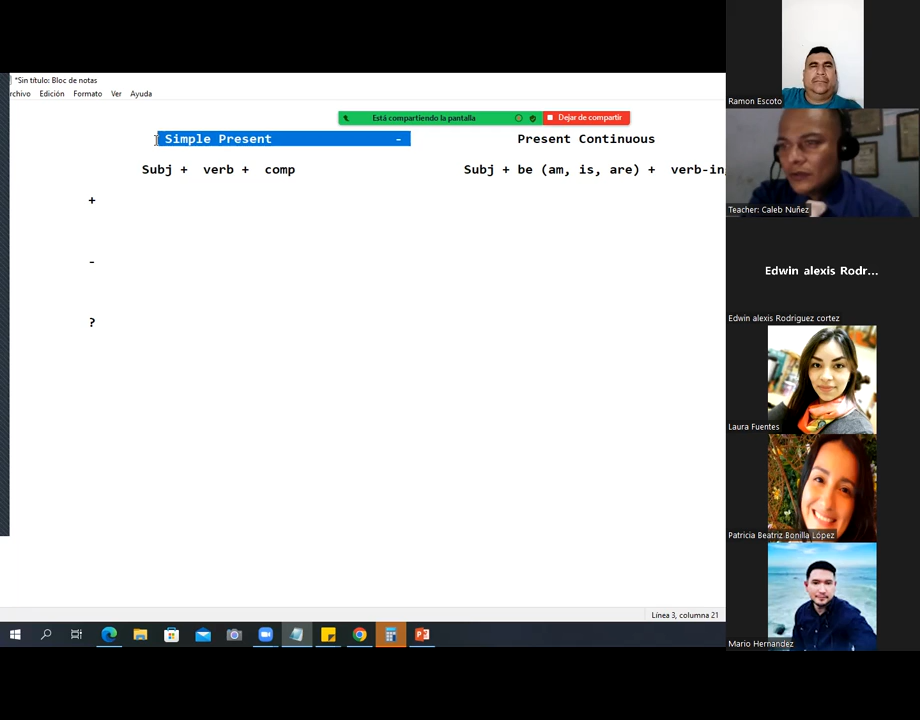 *Sin título: Bloc de notas
rchivo Edición Formato Ver Ayuda
Está compartiendo la pantalla Dejar de compartir
Simple Present - Present Continuous
Subj + verb + comp Subj + be (am, is, are) + verb-in
+
-
?
Línea 3, columna 21
Ramon Escoto
Teacher: Caleb Nuñez
Edwin alexis Rodr...
Edwin alexis Rodriguez cortez
Laura Fuentes
Patricia Beatriz Bonilla López
Mario Hernandez